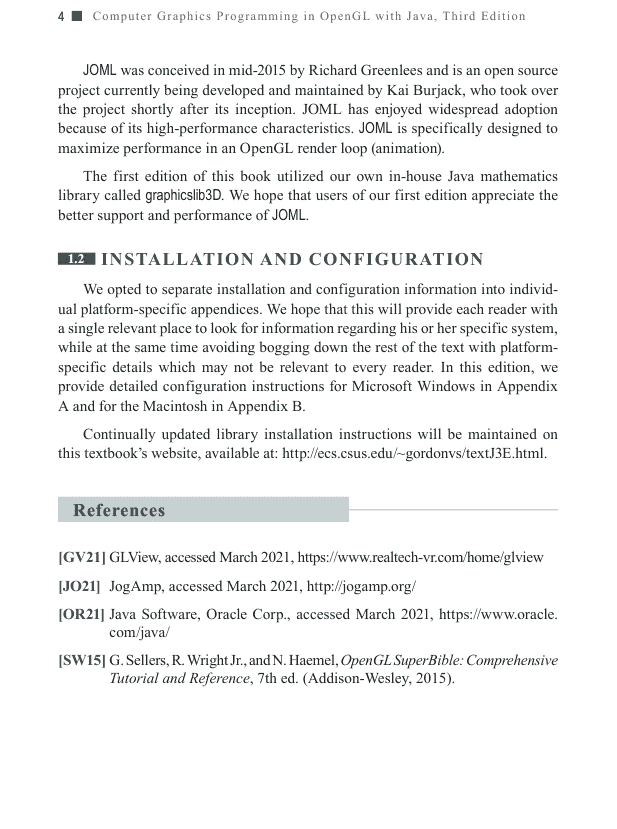 4 ■ Computer Graphics Programming in OpenGL with Java, Third Edition
JOML was conceived in mid-2015 by Richard Greenlees and is an open source
project currently being developed and maintained by Kai Burjack, who took over
the project shortly after its inception. JOML has enjoyed widespread adoption
because of its high-performance characteristics. JOML is specifically designed to
maximize performance in an OpenGL render loop (animation).
The first edition of this book utilized our own in-house Java mathematics
library called graphicslib3D. We hope that users of our first edition appreciate the
better support and performance of JOML.
1.2 INSTALLATION AND CONFIGURATION
We opted to separate installation and configuration information into individ-
ual platform-specific appendices. We hope that this will provide each reader with
a single relevant place to look for information regarding his or her specific system,
while at the same time avoiding bogging down the rest of the text with platform-
specific details which may not be relevant to every reader. In this edition, we
provide detailed configuration instructions for Microsoft Windows in Appendix
A and for the Macintosh in Appendix B.
Continually updated library installation instructions will be maintained on
this textbook’s website, available at: http://ecs.csus.edu/~gordonvs/textJ3E.html.
References
[GV21] GLView, accessed March 2021, https://www.realtech-vr.com/home/glview
[JO21] JogAmp, accessed March 2021, http://jogamp.org/
[OR21] Java Software, Oracle Corp., accessed March 2021, https://www.oracle.
com/java/
[SW15] G. Sellers, R. Wright Jr., and N. Haemel, OpenGL SuperBible: Comprehensive
Tutorial and Reference, 7th ed. (Addison-Wesley, 2015).